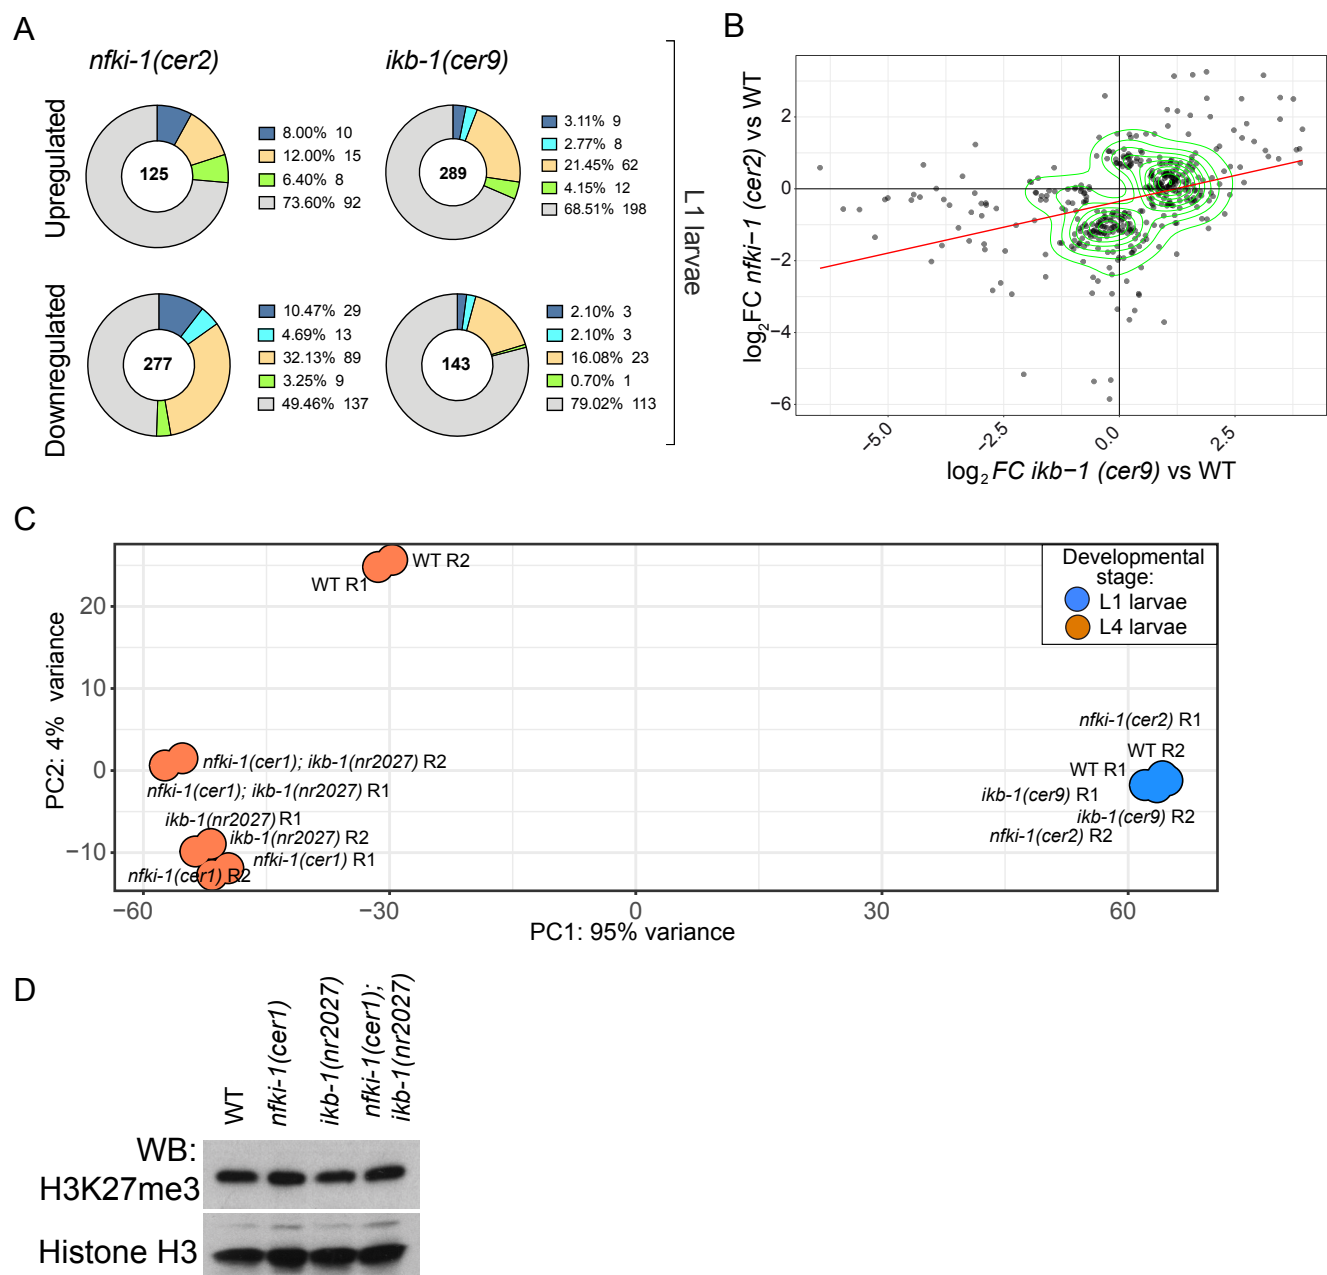 A
nfki-1(cer2)
ikb-1(cer9)
Upregulated
125
8.00% 10
12.00% 15
6.40% 8
73.60% 92
289
3.11% 9
2.77% 8
21.45% 62
4.15% 12
68.51% 198
Downregulated
277
10.47% 29
4.69% 13
32.13% 89
3.25% 9
49.46% 137
143
2.10% 3
2.10% 3
16.08% 23
0.70% 1
79.02% 113
L1 larvae
B
log₂FC nfki−1 (cer2) vs WT
2
0
−2
−4
−6
−5.0
−2.5
0.0
2.5
log₂FC ikb−1 (cer9) vs WT
C
PC2: 4% variance
20
10
0
−10
WT R2
WT R1
Developmental
stage:
L1 larvae
L4 larvae
nfki-1(cer2) R1
WT R2
WT R1
ikb-1(cer9) R1
ikb-1(cer9) R2
nfki-1(cer2) R2
nfki-1(cer1); ikb-1(nr2027) R2
nfki-1(cer1); ikb-1(nr2027) R1
ikb-1(nr2027) R1
ikb-1(nr2027) R2
nfki-1(cer1) R1
nfki-1(cer1) R2
−60
−30
0
30
60
PC1: 95% variance
D
WT
nfki-1(cer1)
ikb-1(nr2027)
nfki-1(cer1);
ikb-1(nr2027)
WB:
H3K27me3
Histone H3